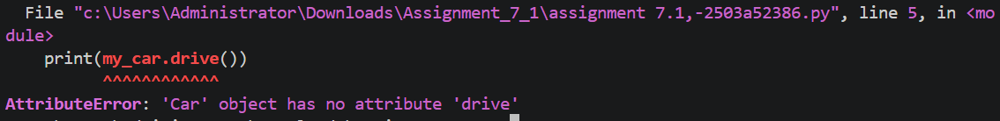 File "c:\Users\Administrator\Downloads\Assignment_7_1\assignment 7.1,-2503a52386.py", line 5, in <mo
dule>
print(my_car.drive())
^^^^^^^^^^^^
AttributeError: 'Car' object has no attribute 'drive'